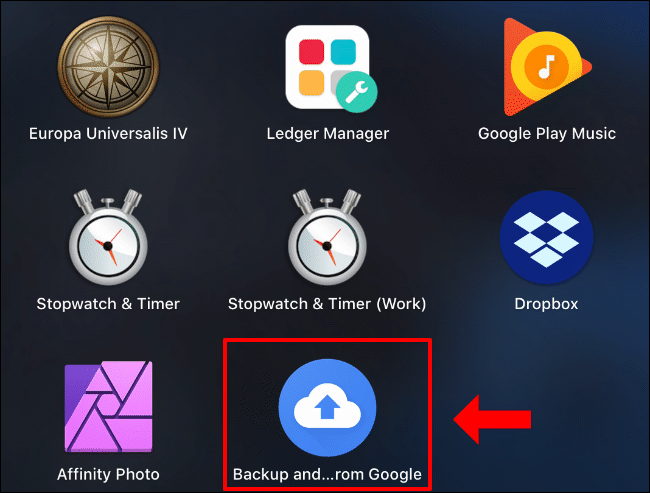 Europa Universalis IV
Ledger Manager
Google Play Music
Stopwatch & Timer
Stopwatch & Timer (Work)
Dropbox
Affinity Photo
Backup and...rom Google